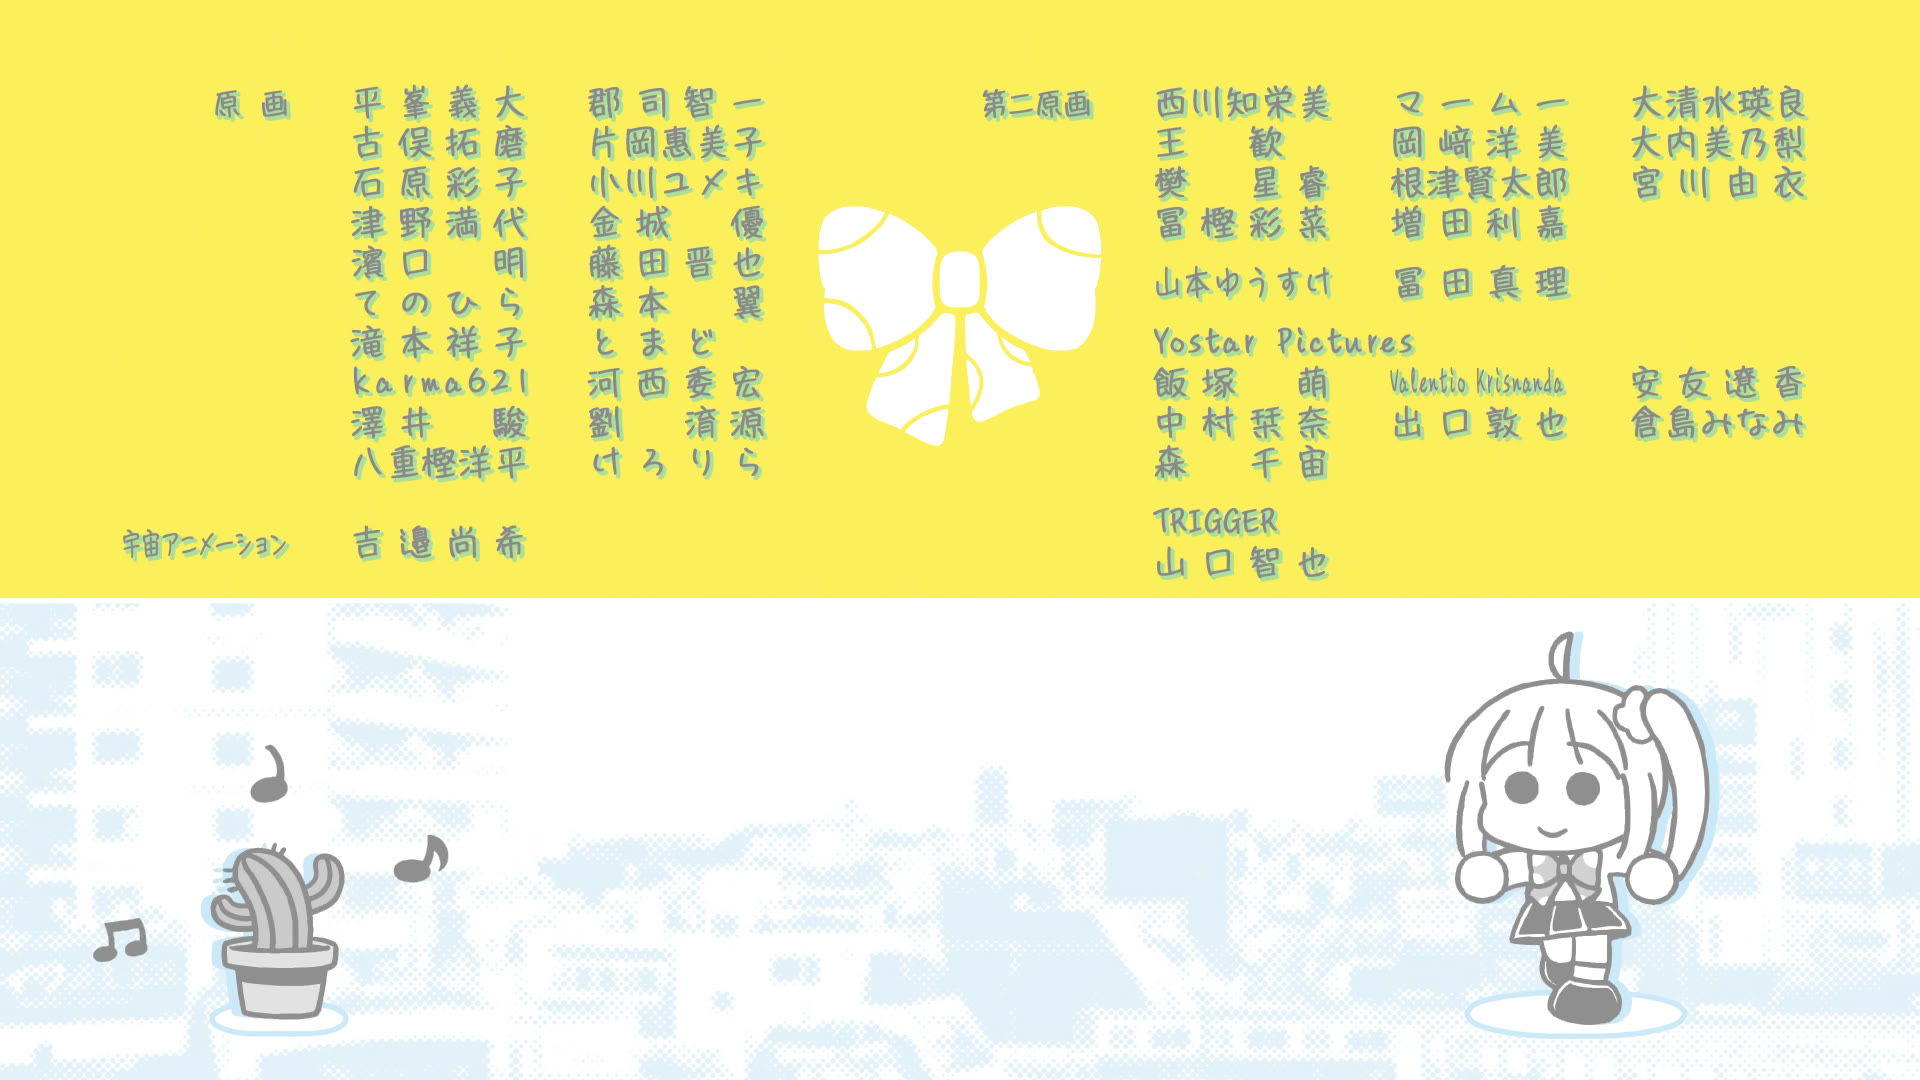 原画
平峯義大 郡司智一
古俣拓磨 片岡惠美子
石原彩子 小川ユメキ
津野満代 金城優
濱口明 藤田晋也
てのひら 森本翼
滝本祥子 とまど
karma621 河西委宏
澤井駿 劉淯源
八重樫洋平 けろりら
宇宙アニメーション 吉邉尚希
第二原画
西川知栄美 マームー 大清水瑛良
王歓 岡﨑洋美 大内美乃梨
樊星睿 根津賢太郎 宮川由衣
冨樫彩菜 増田利嘉
山本ゆうすけ 冨田真理
Yostar Pictures
飯塚萌 Valentio Krisnanda 安友遼香
中村栞奈 出口敦也 倉島みなみ
森千宙
TRIGGER
山口智也